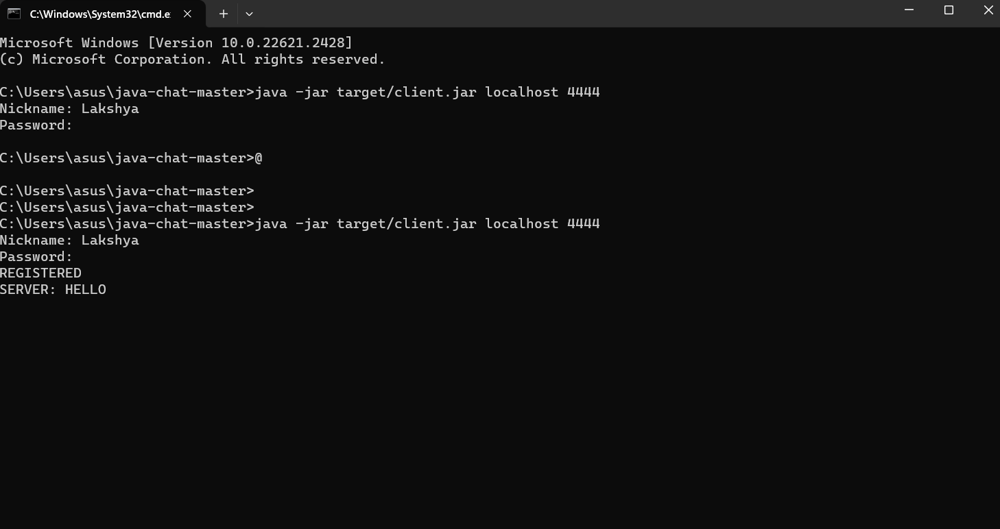 C:\Windows\System32\cmd.e
Microsoft Windows [Version 10.0.22621.2428]
(c) Microsoft Corporation. All rights reserved.
C:\Users\asus\java-chat-master>java -jar target/client.jar localhost 4444
Nickname: Lakshya
Password:
C:\Users\asus\java-chat-master>@
C:\Users\asus\java-chat-master>
C:\Users\asus\java-chat-master>
C:\Users\asus\java-chat-master>java -jar target/client.jar localhost 4444
Nickname: Lakshya
Password:
REGISTERED
SERVER: HELLO